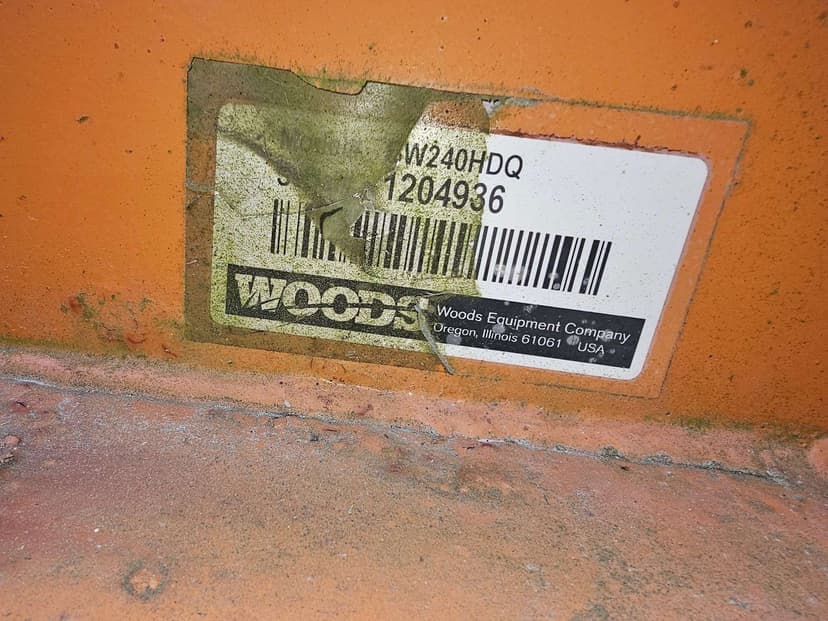 W240HDQ
1204936
WOODS
Woods Equipment Company
Oregon, Illinois 61061 USA